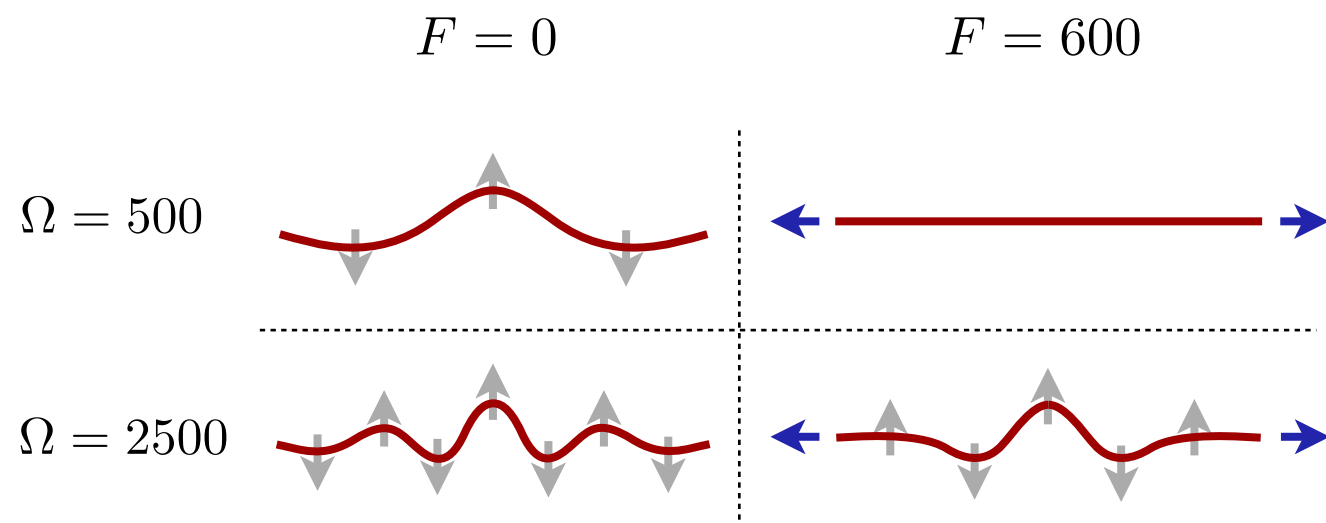 F = 0
F = 600
Ω = 500
Ω = 2500